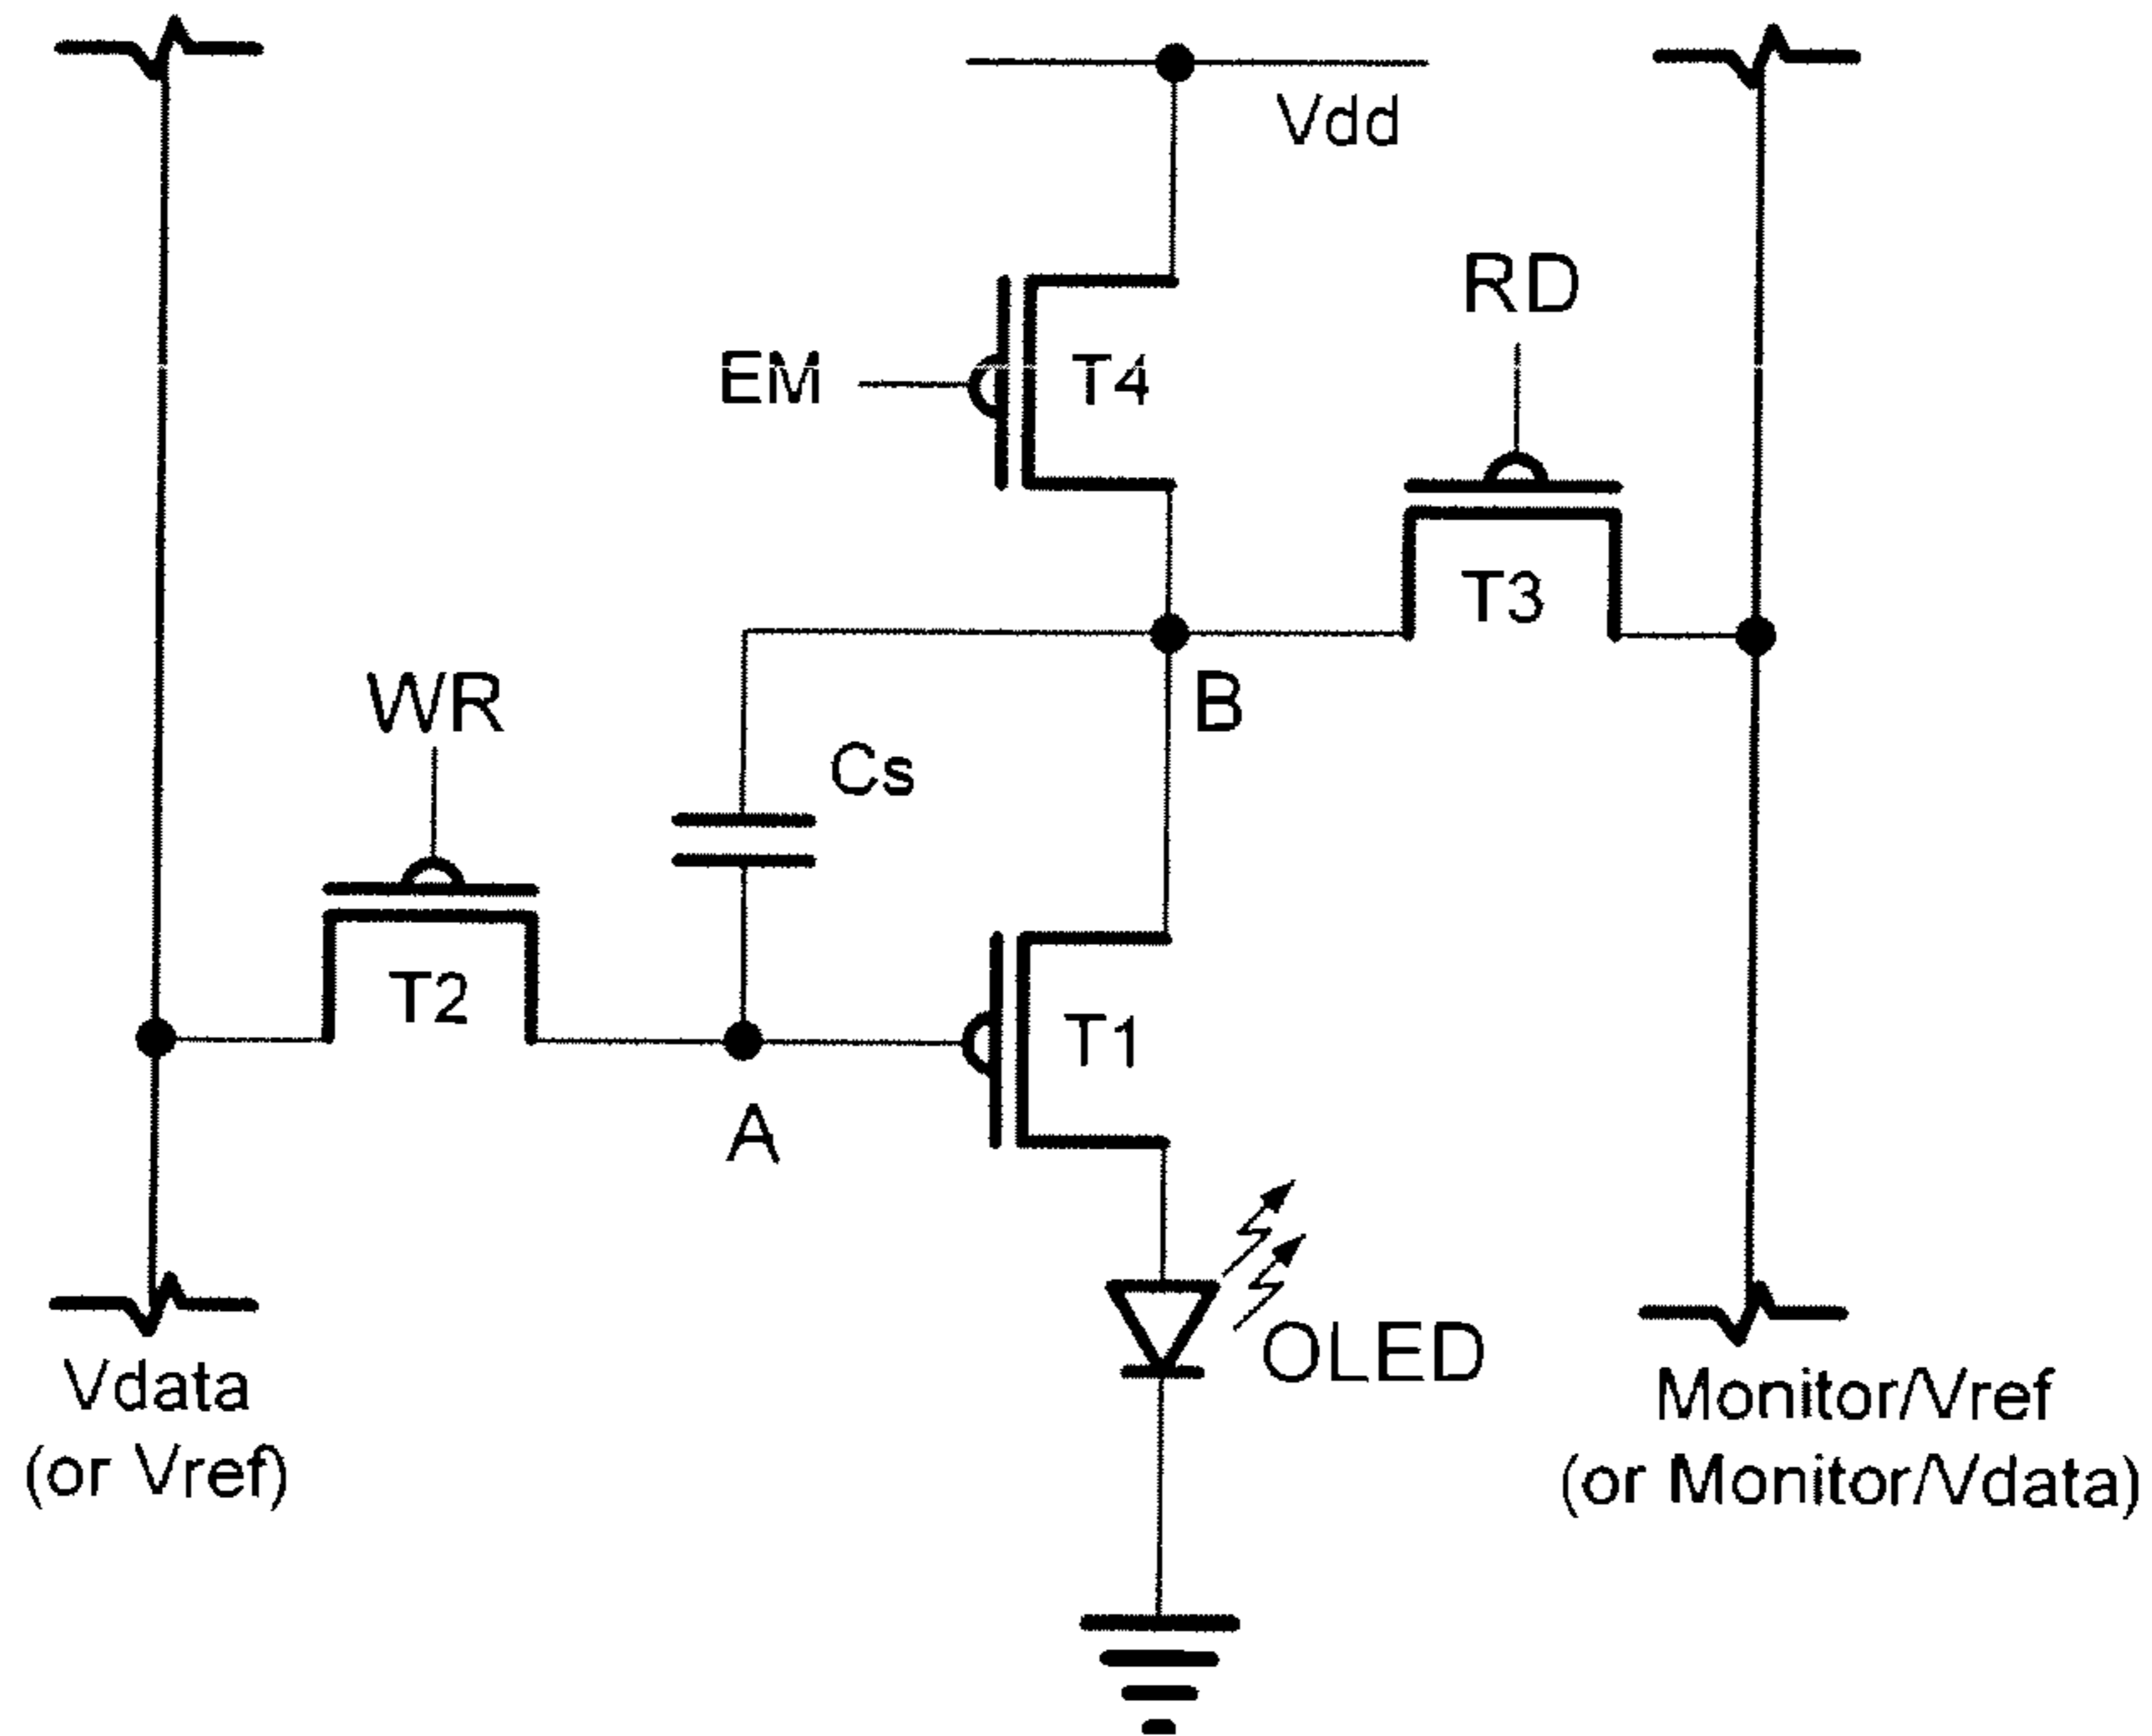 Vdd
RD
EM
T4
T3
WR
B
Cs
T2
T1
A
OLED
Vdata
(or Vref)
Monitor/Vref
(or Monitor/Vdata)